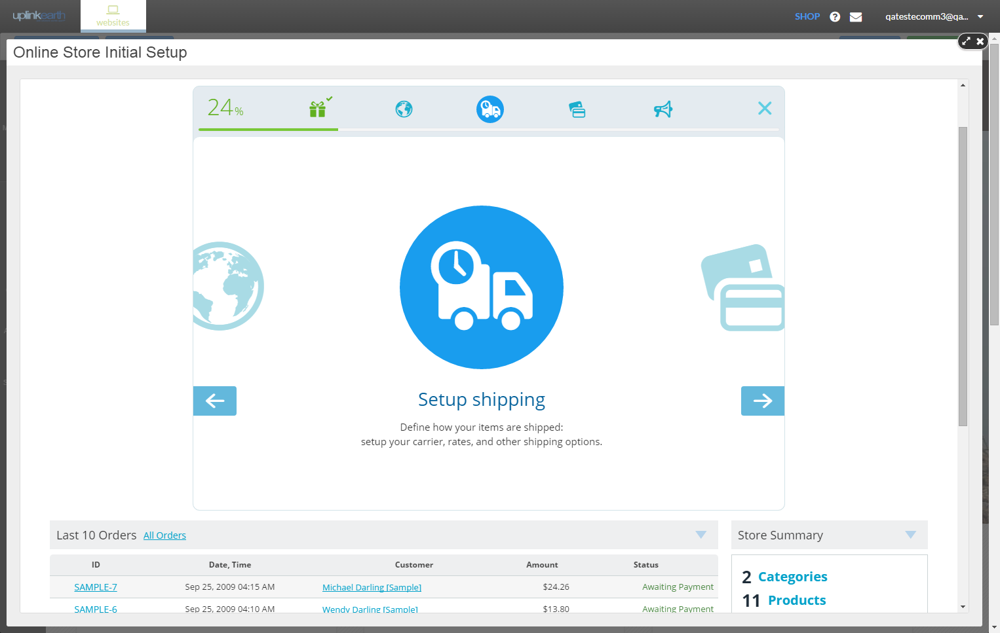 uplinkearth
websites
SHOP
qatestecomm3@qa...
Online Store Initial Setup
24%
Setup shipping
Define how your items are shipped:
setup your carrier, rates, and other shipping options.
Last 10 Orders All Orders
Store Summary
ID Date, Time Customer Amount Status
SAMPLE-7 Sep 25, 2009 04:15 AM Michael Darling [Sample] $24.26 Awaiting Payment
SAMPLE-6 Sep 25, 2009 04:10 AM Wendy Darling [Sample] $13.80 Awaiting Payment
2 Categories
11 Products